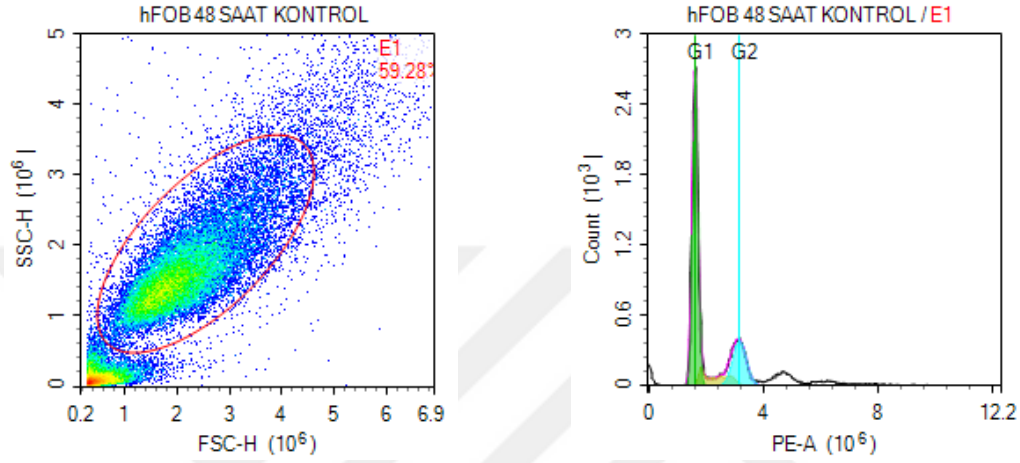 hFOB 48 SAAT KONTROL
E1
59.28%
SSC-H (10⁶ )
5
4
3
2
1
0
0.2 1 2 3 4 5 6 6.9
FSC-H (10⁶)
hFOB 48 SAAT KONTROL / E1
G1 G2
Count (10³ )
3
2.4
1.8
1.2
0.6
0
0 4 8 12.2
PE-A (10⁶)